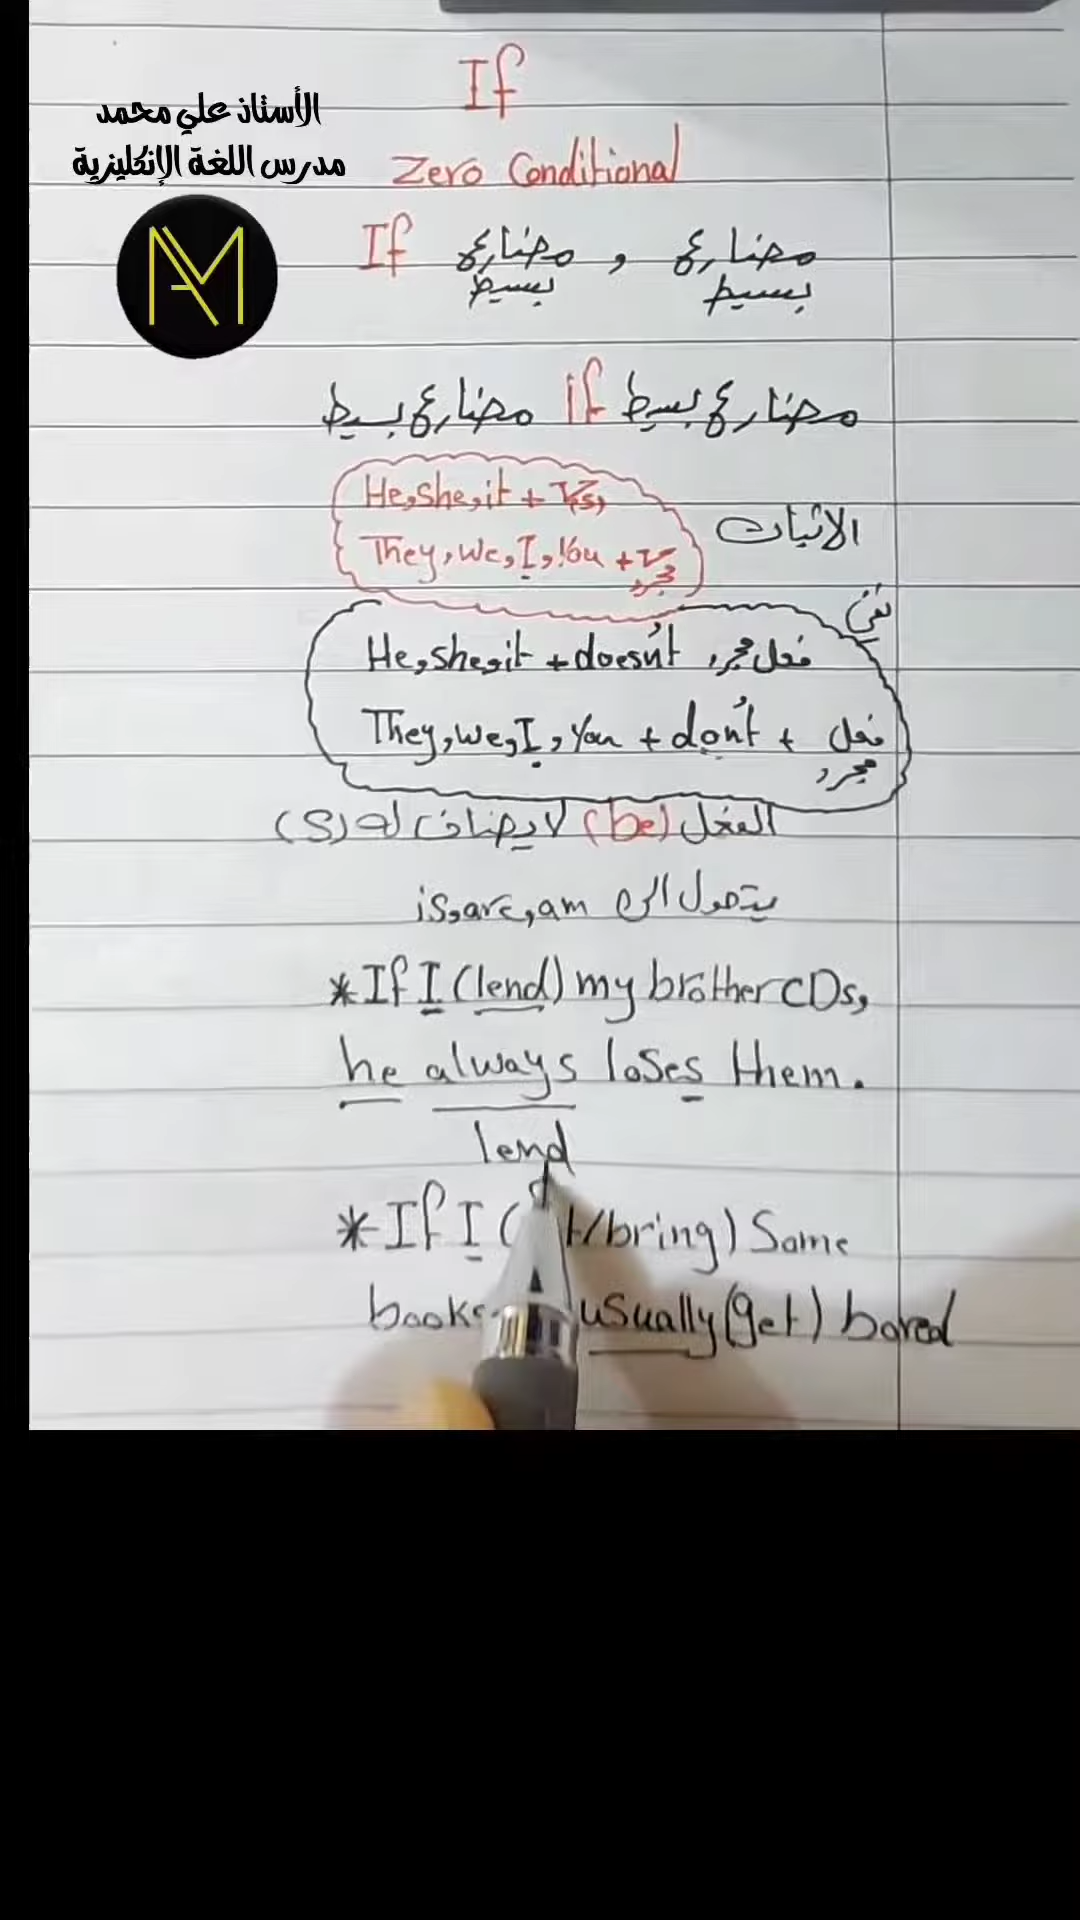 If
الأستاذ علي محمد
مدرس اللغة الإنكليزية
Zero Conditional
If مضارع بسيط , مضارع بسيط
مضارع بسيط if مضارع بسيط
He, she, it + Vs,
They, we, I, You + V مجرد
الاثبات
نفي
He, she, it + doesn't فعل مجرد
They, we, I, You + don't + فعل مجرد
الفعل (be) لا يضاف له (s)
يتحول الى is, are, am
*If I (lend) my brother CDs,
he always loses them.
lend
*If I ( t/bring) Some
books usually (get) bored